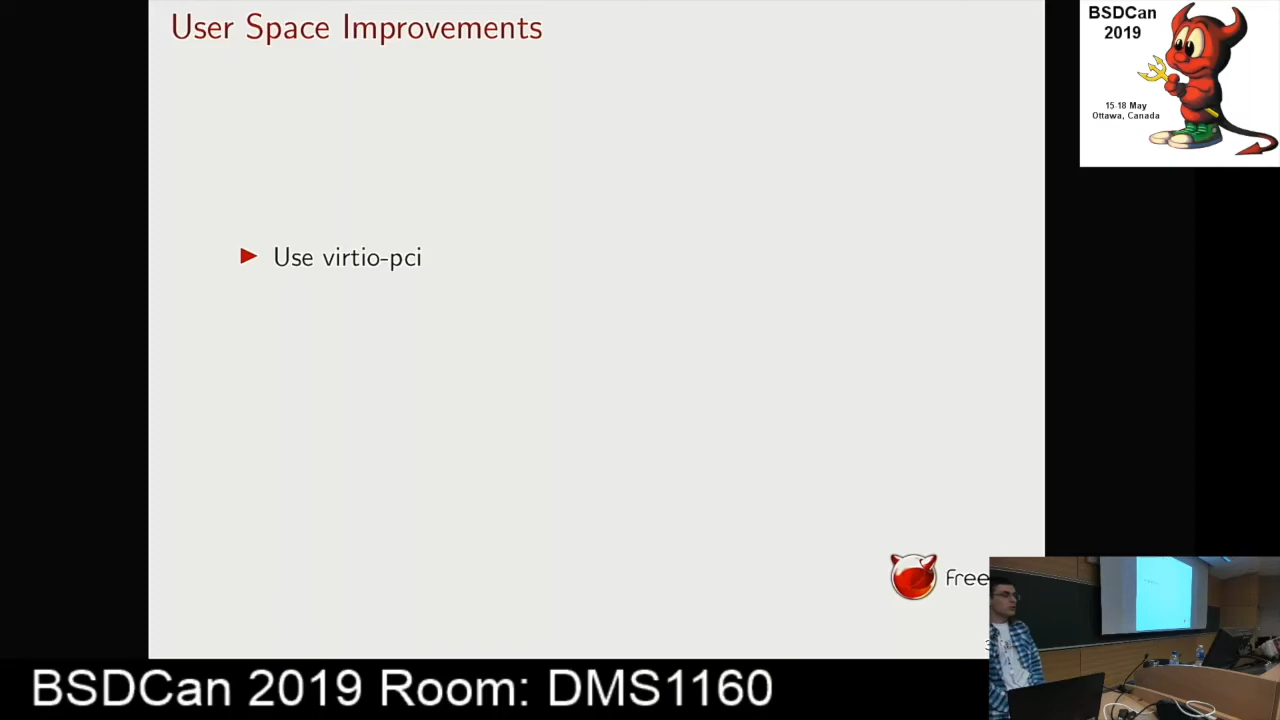 User Space Improvements
BSDCan
2019
15-18 May
Ottawa, Canada
Use virtio-pci
Free
BSDCan 2019 Room: DMS1160